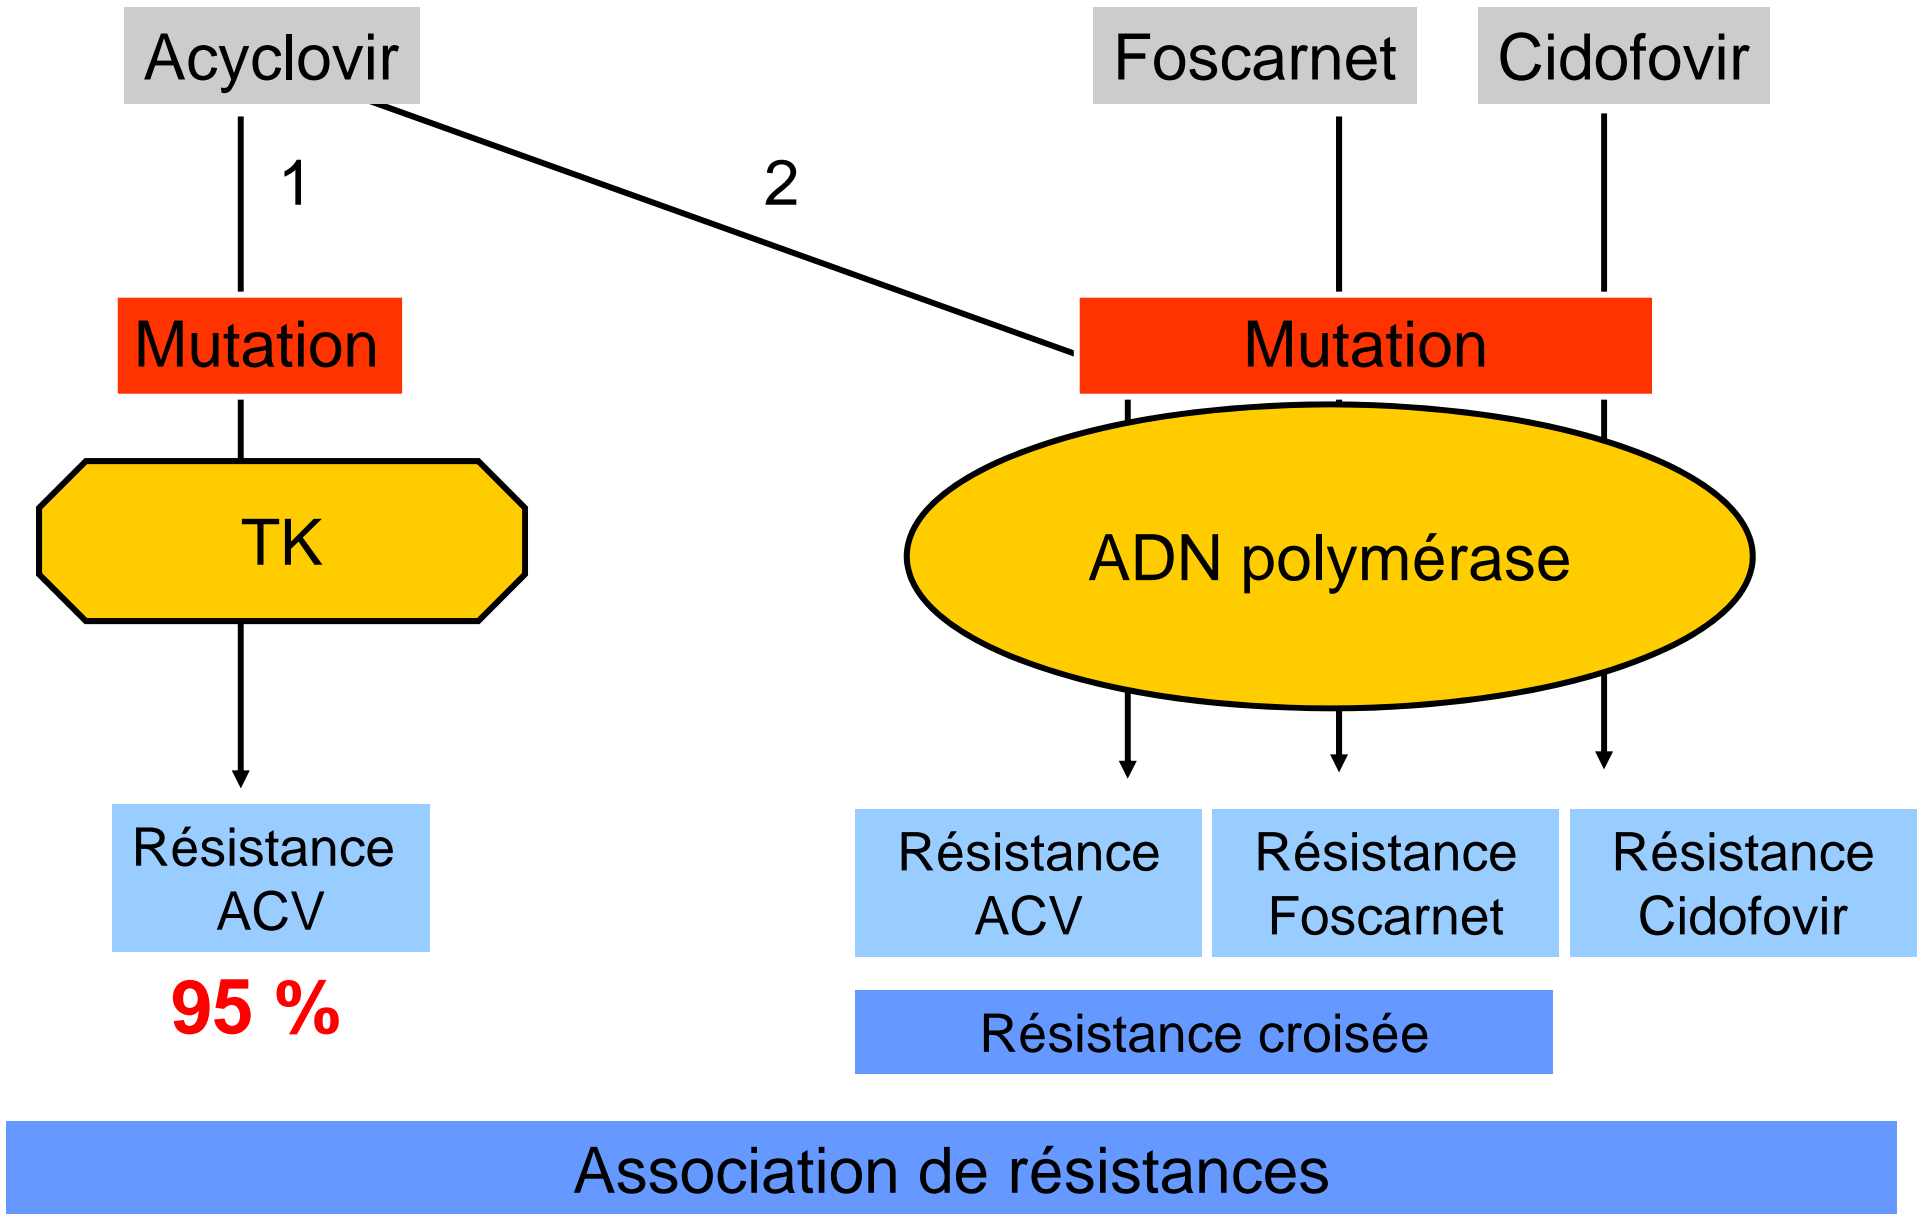 Acyclovir
Foscarnet
Cidofovir
1
2
Mutation
Mutation
TK
ADN polymérase
Résistance
ACV
Résistance
ACV
Résistance
Foscarnet
Résistance
Cidofovir
95 %
Résistance croisée
Association de résistances